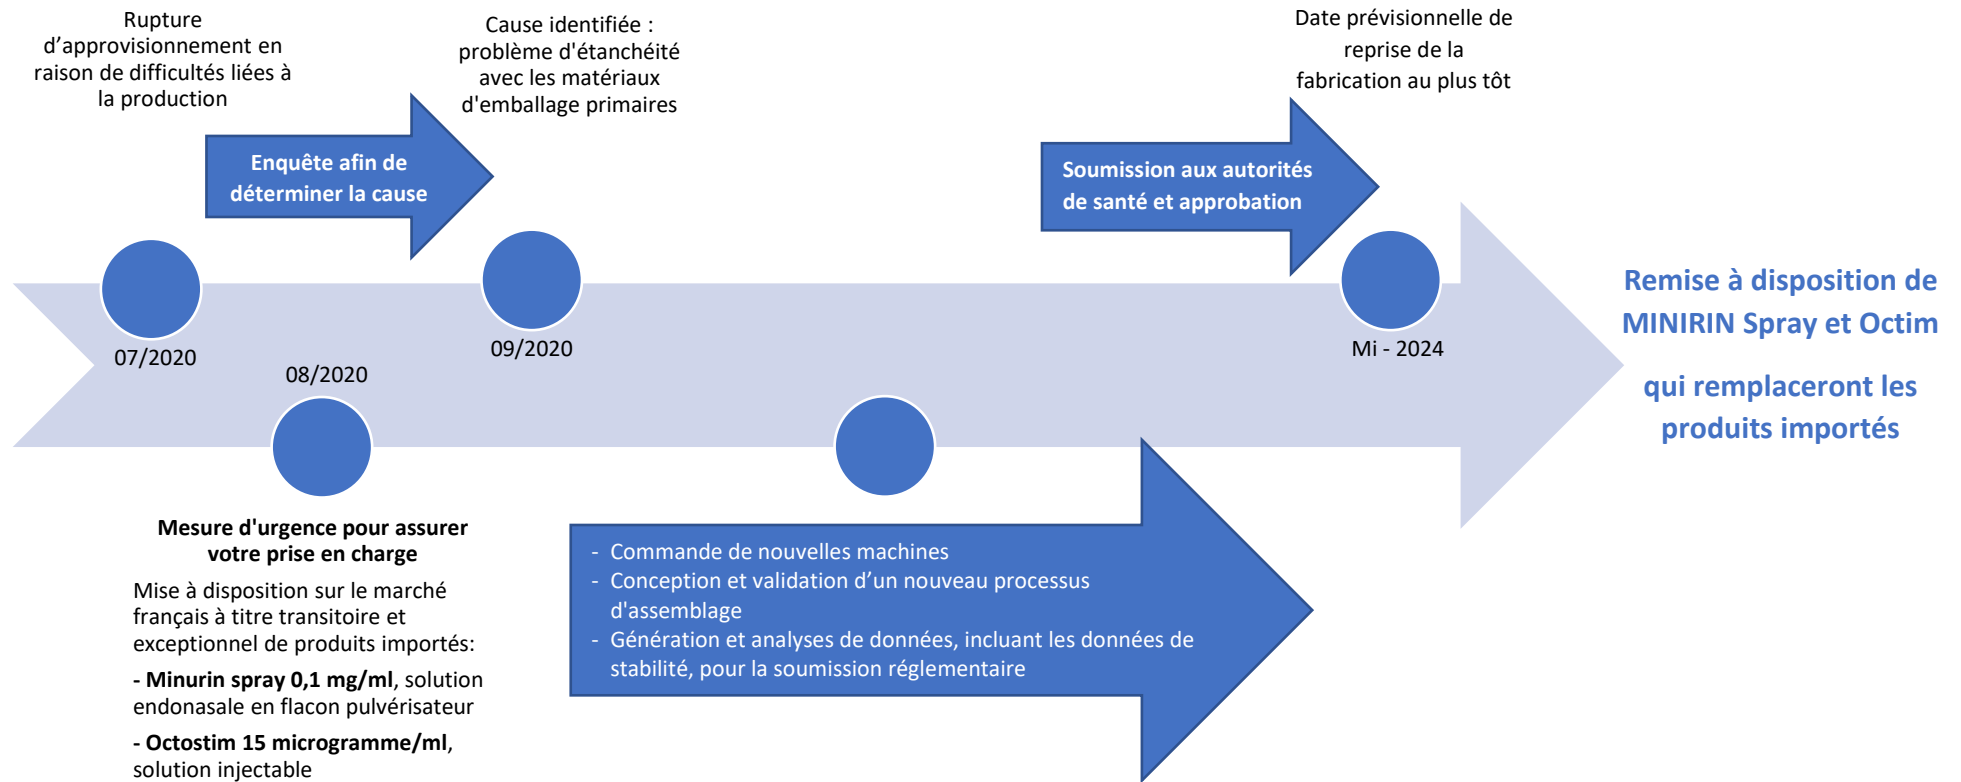 Rupture
d’approvisionnement en
raison de difficultés liées à
la production
Enquête afin de
déterminer la cause
Cause identifiée :
problème d'étanchéité
avec les matériaux
d'emballage primaires
Soumission aux autorités
de santé et approbation
Date prévisionnelle de
reprise de la
fabrication au plus tôt
07/2020
08/2020
09/2020
Mi - 2024
Remise à disposition de
MINIRIN Spray et Octim
qui remplaceront les
produits importés
Mesure d'urgence pour assurer
votre prise en charge
Mise à disposition sur le marché
français à titre transitoire et
exceptionnel de produits importés:
- Minurin spray 0,1 mg/ml, solution
endonasale en flacon pulvérisateur
- Octostim 15 microgramme/ml,
solution injectable
- Commande de nouvelles machines
- Conception et validation d’un nouveau processus
d'assemblage
- Génération et analyses de données, incluant les données de
stabilité, pour la soumission réglementaire